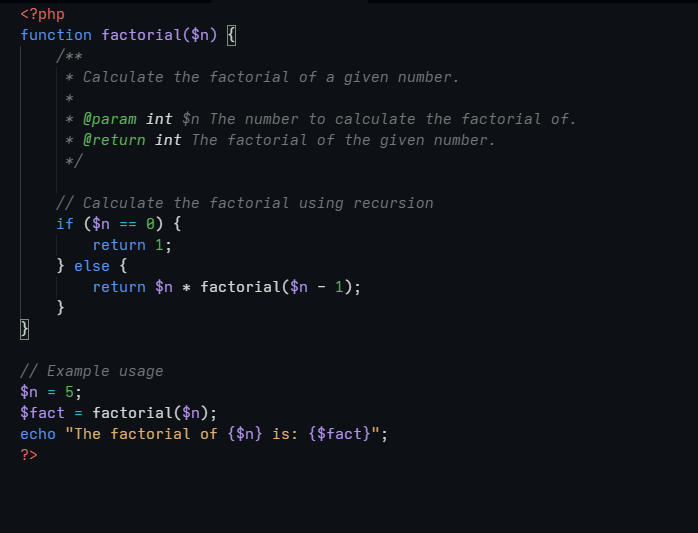 <?php
function factorial($n) {
    /**
     * Calculate the factorial of a given number.
     *
     * @param int $n The number to calculate the factorial of.
     * @return int The factorial of the given number.
     */

    // Calculate the factorial using recursion
    if ($n == 0) {
        return 1;
    } else {
        return $n * factorial($n - 1);
    }
}

// Example usage
$n = 5;
$fact = factorial($n);
echo "The factorial of {$n} is: {$fact}";
?>